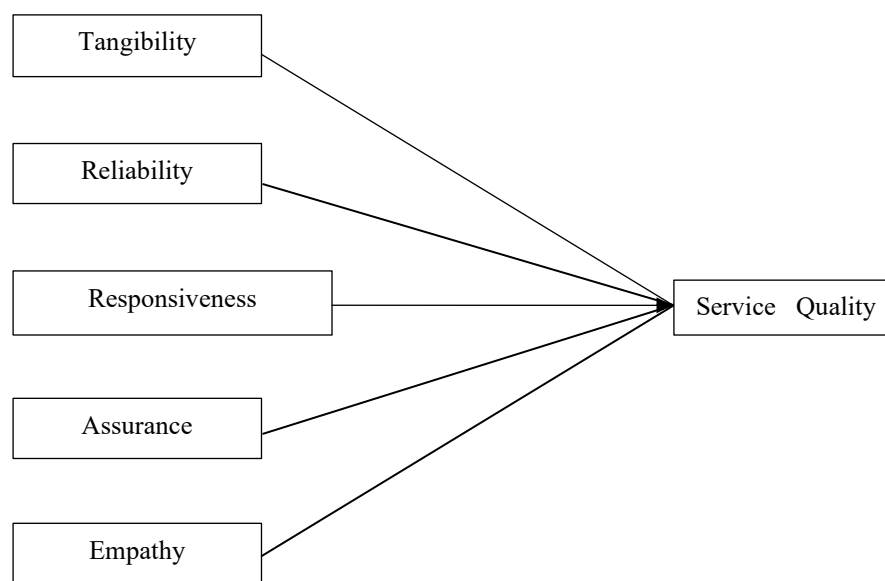 Tangibility
Reliability
Responsiveness
Service Quality
Assurance
Empathy